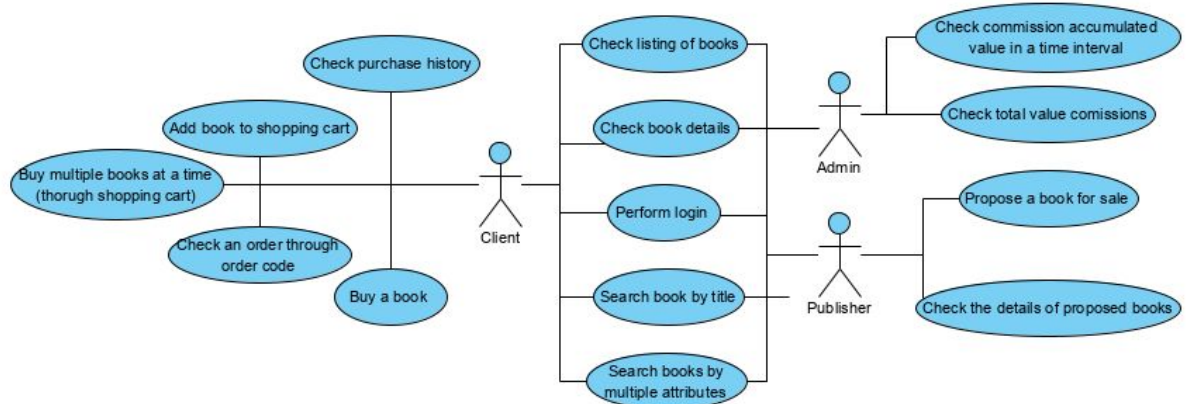 Check purchase history
Add book to shopping cart
Buy multiple books at a time
(thorugh shopping cart)
Check an order through
order code
Buy a book
Client
Check listing of books
Check book details
Perform login
Search book by title
Search books by
multiple attributes
Admin
Publisher
Check commission accumulated
value in a time interval
Check total value comissions
Propose a book for sale
Check the details of proposed books